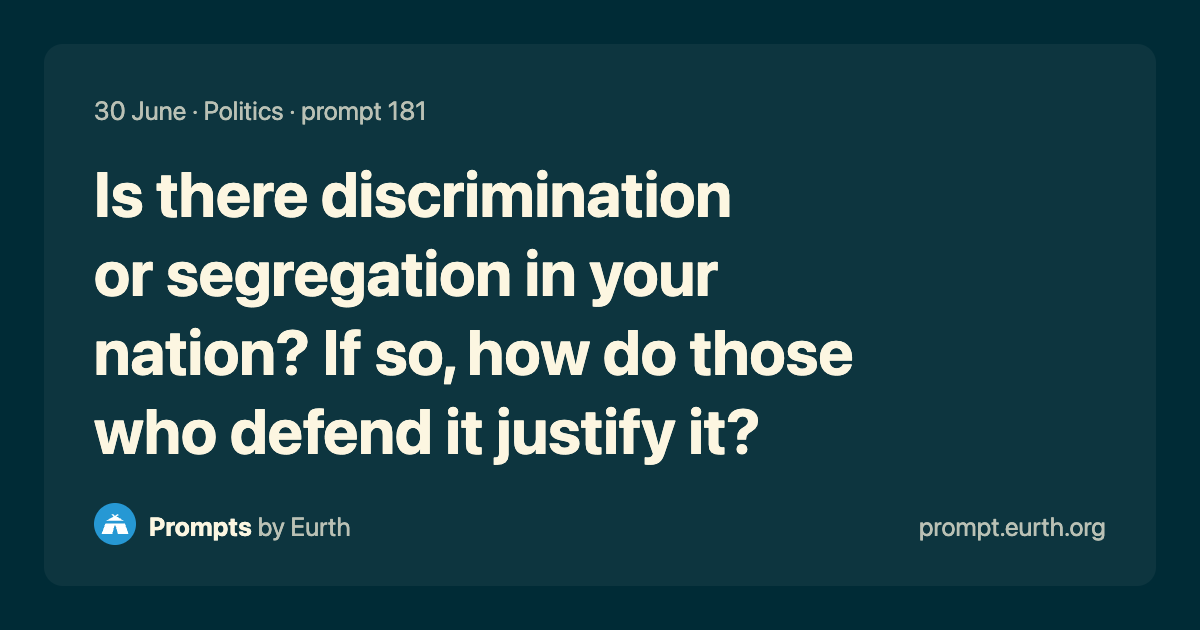 30 June · Politics · prompt 181
Is there discrimination
or segregation in your
nation? If so, how do those
who defend it justify it?
Prompts by Eurth
prompt.eurth.org